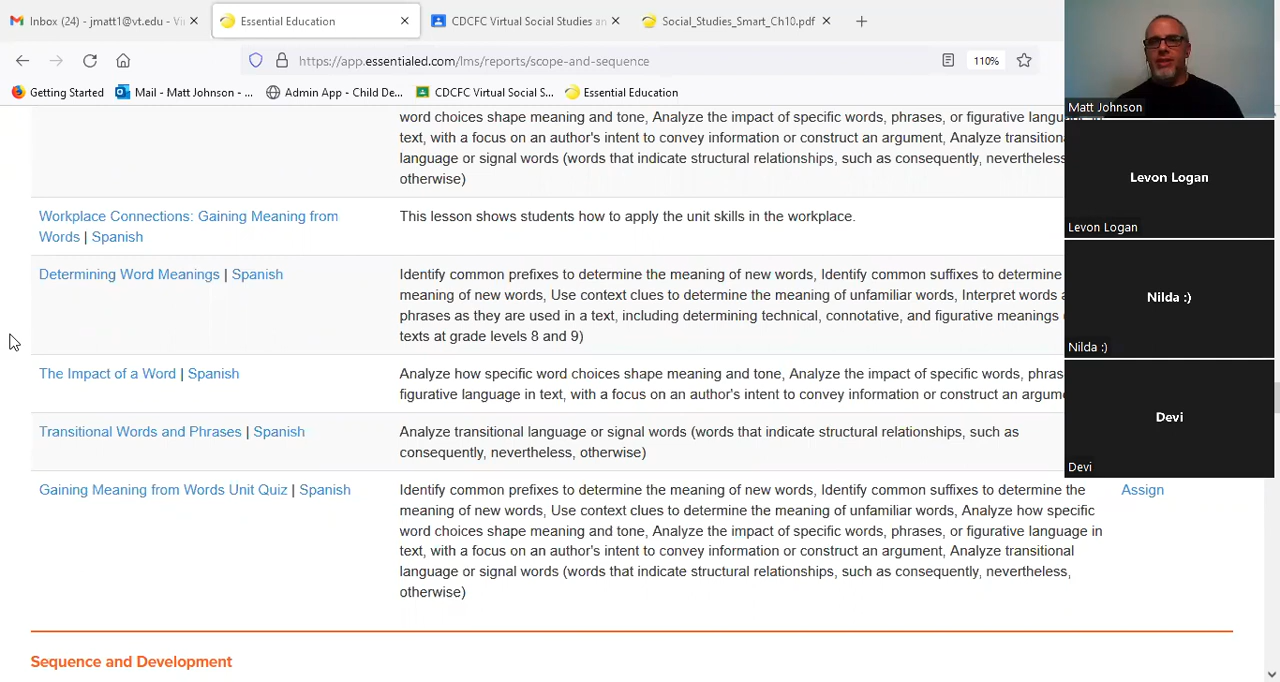 Inbox (24) - jmatt1@vt.edu - Vi
Essential Education
CDCFC Virtual Social Studies an
Social_Studies_Smart_Ch10.pdf
https://app.essentialed.com/lms/reports/scope-and-sequence
110%
Getting Started
Mail - Matt Johnson - ...
Admin App - Child De...
CDCFC Virtual Social S...
Essential Education
word choices shape meaning and tone, Analyze the impact of specific words, phrases, or figurative
text, with a focus on an author's intent to convey information or construct an argument, Analyze
language or signal words (words that indicate structural relationships, such as consequently, nevertheless
otherwise)
Workplace Connections: Gaining Meaning from
Words | Spanish
This lesson shows students how to apply the unit skills in the workplace.
Determining Word Meanings | Spanish
Identify common prefixes to determine the meaning of new words, Identify common suffixes to determine
meaning of new words, Use context clues to determine the meaning of unfamiliar words, Interpret words
phrases as they are used in a text, including determining technical, connotative, and figurative meanings
texts at grade levels 8 and 9)
The Impact of a Word | Spanish
Analyze how specific word choices shape meaning and tone, Analyze the impact of specific words, phras
figurative language in text, with a focus on an author's intent to convey information or construct an argum
Transitional Words and Phrases | Spanish
Analyze transitional language or signal words (words that indicate structural relationships, such as
consequently, nevertheless, otherwise)
Gaining Meaning from Words Unit Quiz | Spanish
Identify common prefixes to determine the meaning of new words, Identify common suffixes to determine the
meaning of new words, Use context clues to determine the meaning of unfamiliar words, Analyze how specific
word choices shape meaning and tone, Analyze the impact of specific words, phrases, or figurative language in
text, with a focus on an author's intent to convey information or construct an argument, Analyze transitional
language or signal words (words that indicate structural relationships, such as consequently, nevertheless,
otherwise)
Assign
Sequence and Development
Matt Johnson
Levon Logan
Levon Logan
Nilda :)
Nilda :)
Devi
Devi